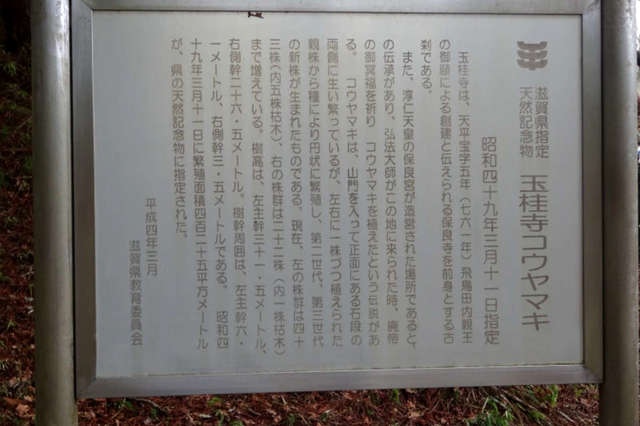 滋賀県指定
天然記念物
玉桂寺コウヤマキ
昭和四十九年三月十一日指定
玉桂寺は、天平宝字五年（七六一年）飛鳥田内親王
の御願による創建と伝えられる保良寺を前身とする古
刹である。
また、淳仁天皇の保良宮が造営された場所であると、
の伝承があり、弘法大師がこの地に来られた時、廃帝
の御冥福を祈り　コウヤマキを植えたという伝説があ
る。　コウヤマキは、山門を入って正面にある石段の
両側に生い繁っているが、左右に一株づつ植えられた
親株から種により円状に繁殖し、第二世代、第三世代
の新株が生まれたものである。現在、左の株群は四十
三株（内五株枯木）、右の株群は二十二株（内一株枯木）
まで増えている。樹高は、左主幹三十一・五メートル、
右側幹二十六・五メートル。樹幹周囲は、左主幹六・
一メートル、右側幹三・五メートルである。　昭和四
十九年三月十一日に繁殖面積四百二十五平方メートル
が、県の天然記念物に指定された。
平成四年三月
滋賀県教育委員会